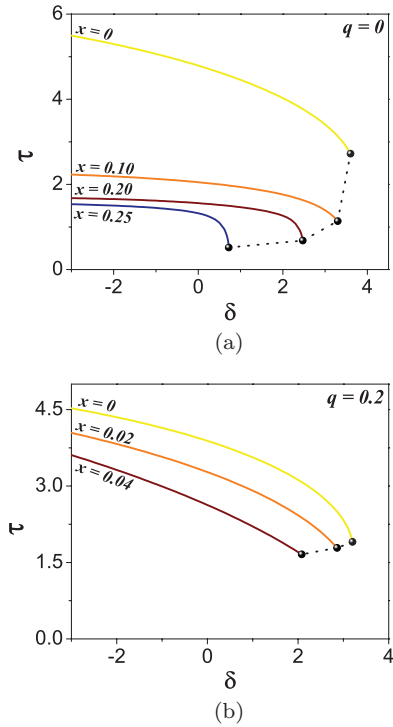 6
x = 0
q = 0
4
τ
x = 0.10
2
x = 0.20
x = 0.25
0
-2 0 2 4
δ
(a)
x = 0
q = 0.2
4.5
x = 0.02
3.0
x = 0.04
τ
1.5
0.0
-2 0 2 4
δ
(b)